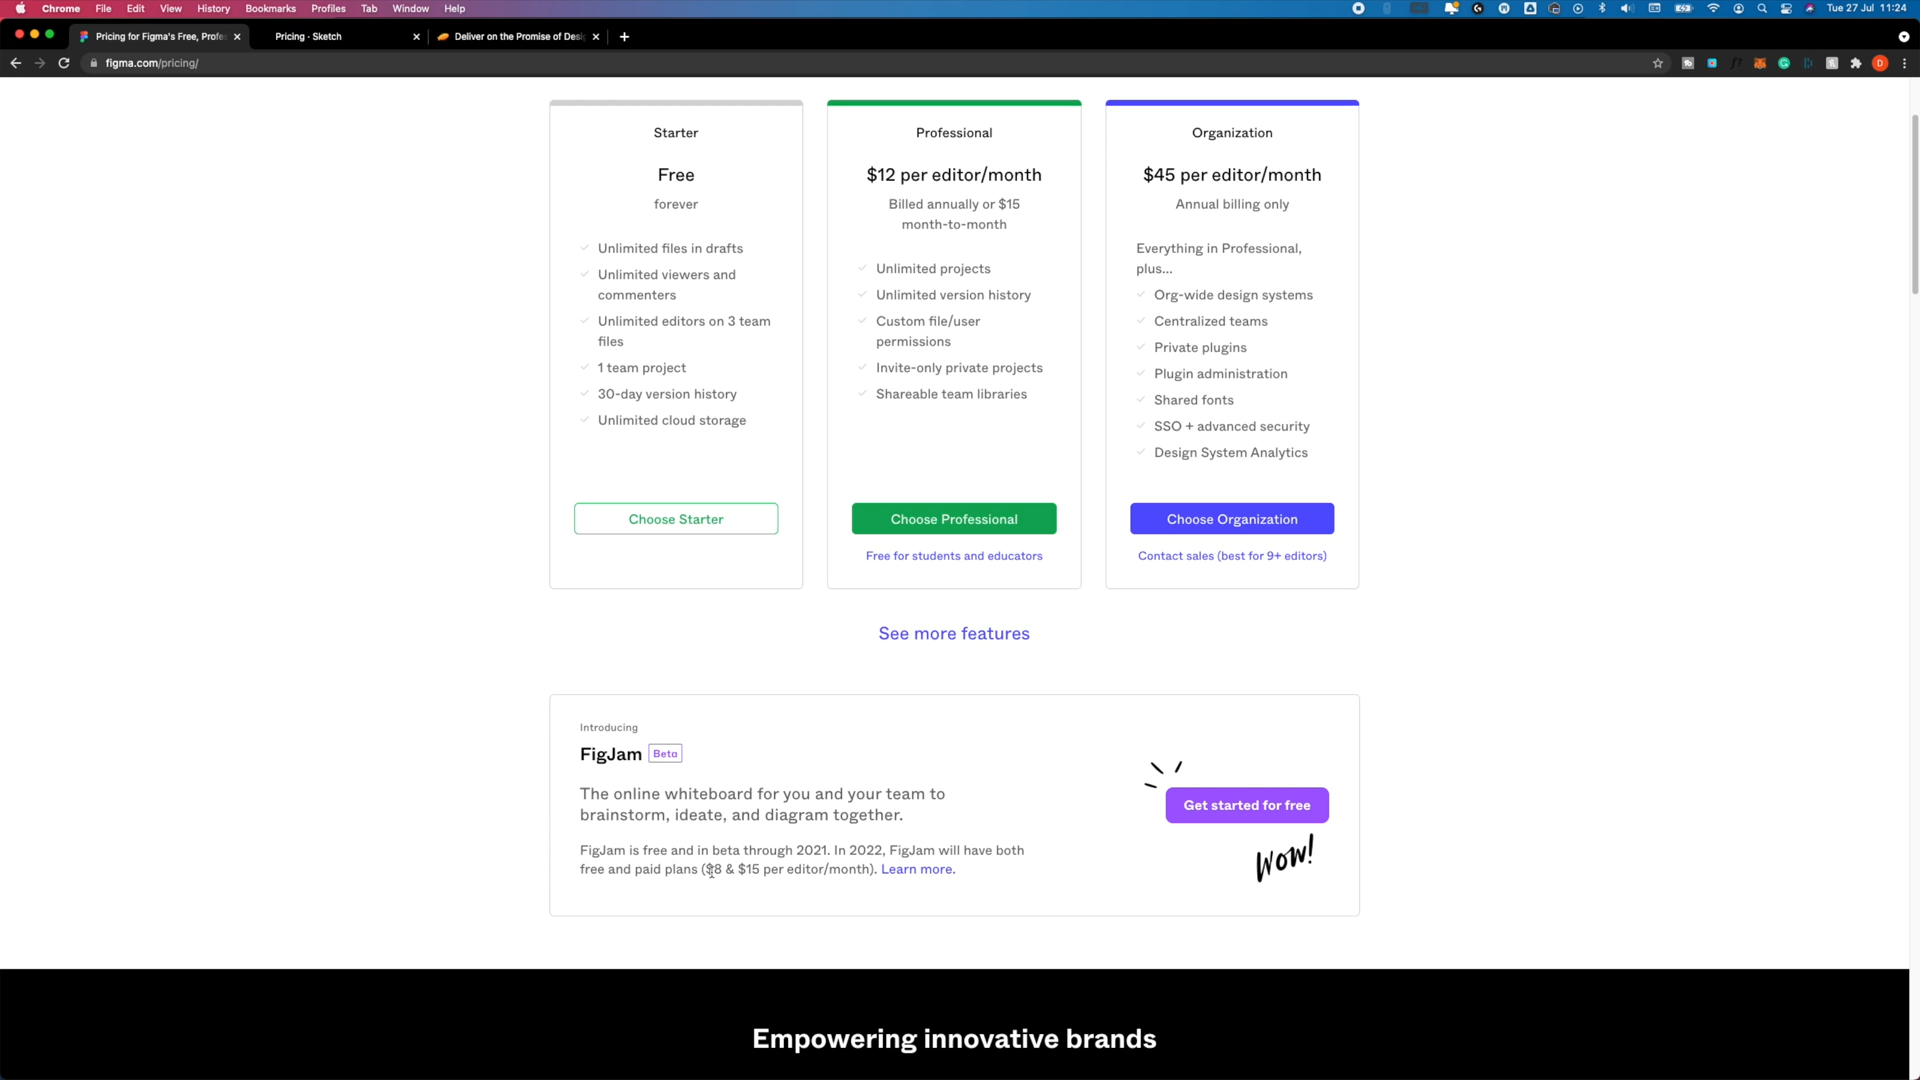 Chrome File Edit View History Bookmarks Profiles Tab Window Help
Tue 27 Jul 11:24
Pricing for Figma's Free, Profe
Pricing · Sketch
Deliver on the Promise of Desi
figma.com/pricing/
Starter
Free
forever
Unlimited files in drafts
Unlimited viewers and
commenters
Unlimited editors on 3 team
files
1 team project
30-day version history
Unlimited cloud storage
Choose Starter
Professional
$12 per editor/month
Billed annually or $15
month-to-month
Unlimited projects
Unlimited version history
Custom file/user
permissions
Invite-only private projects
Shareable team libraries
Choose Professional
Free for students and educators
Organization
$45 per editor/month
Annual billing only
Everything in Professional,
plus...
Org-wide design systems
Centralized teams
Private plugins
Plugin administration
Shared fonts
SSO + advanced security
Design System Analytics
Choose Organization
Contact sales (best for 9+ editors)
See more features
Introducing
FigJam Beta
The online whiteboard for you and your team to
brainstorm, ideate, and diagram together.
FigJam is free and in beta through 2021. In 2022, FigJam will have both
free and paid plans ($8 & $15 per editor/month). Learn more.
Get started for free
Wow!
Empowering innovative brands